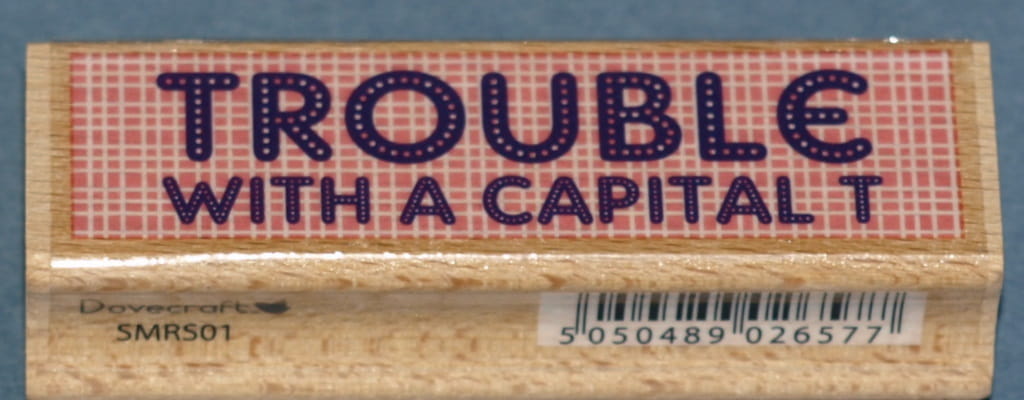 TROUBLE
WITH A CAPITAL T
Dovecraft
SMRS01
5 050489 026577